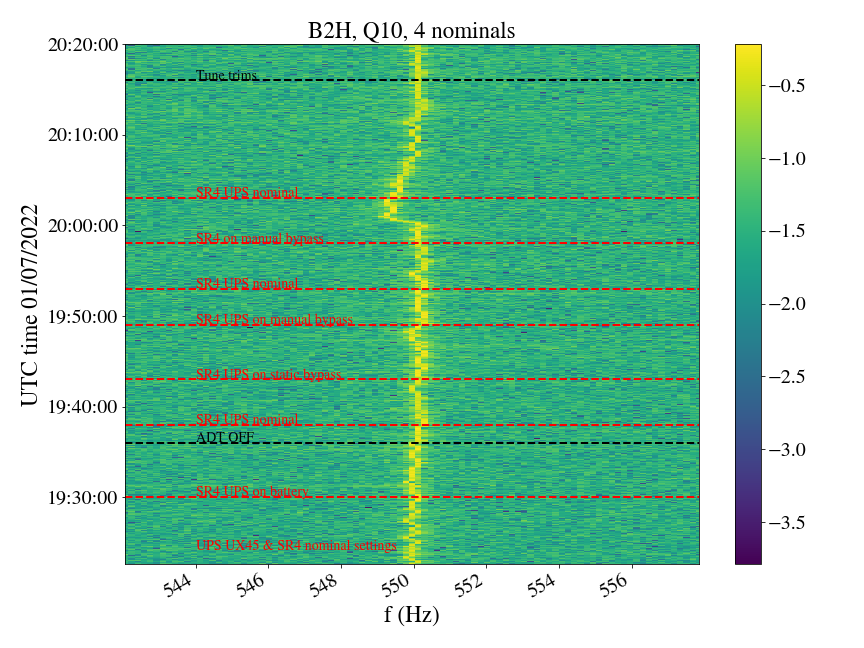 B2H, Q10, 4 nominals
20:20:00
Tune trims
-0.5
20:10:00
-1.0
SR4 UPS nominal
20:00:00
SR4 on manual bypass
-1.5
SR4 UPS nominal
-2.0
19:50:00
SR4 UPS on manual bypass
SR4 UPS on static bypass
-2.5
19:40:00
SR4 UPS nominal
ADT OFF
-3.0
19:30:00
SR4 UPS on battery
-3.5
UPS UX45 & SR4 nominal settings
544 546 548 550 552 554 556
f (Hz)
UTC time 01/07/2022